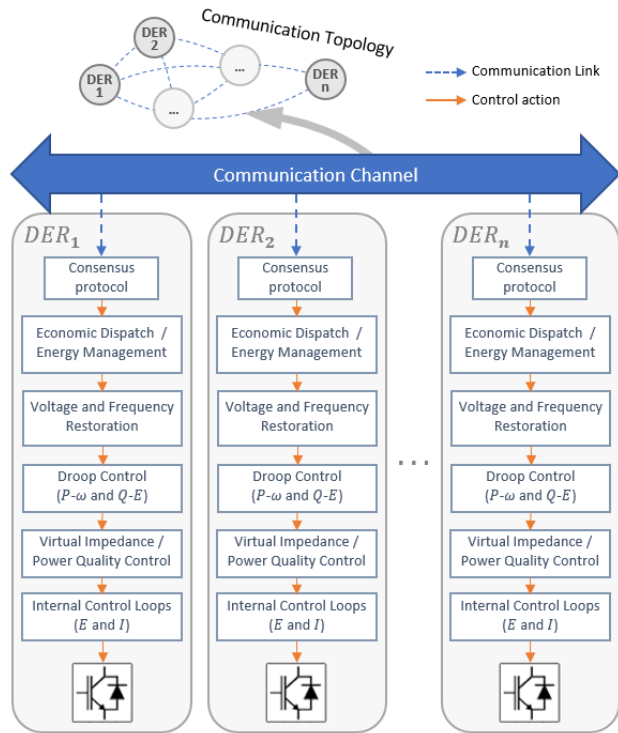 Communication Topology
DER
2
DER
1
...
...
DER
n
Communication Link
Control action
Communication Channel
DER₁
Consensus
protocol
Economic Dispatch /
Energy Management
Voltage and Frequency
Restoration
Droop Control
(P-ω and Q-E)
Virtual Impedance /
Power Quality Control
Internal Control Loops
(E and I)
DER₂
Consensus
protocol
Economic Dispatch /
Energy Management
Voltage and Frequency
Restoration
Droop Control
(P-ω and Q-E)
Virtual Impedance /
Power Quality Control
Internal Control Loops
(E and I)
...
DERₙ
Consensus
protocol
Economic Dispatch /
Energy Management
Voltage and Frequency
Restoration
Droop Control
(P-ω and Q-E)
Virtual Impedance /
Power Quality Control
Internal Control Loops
(E and I)